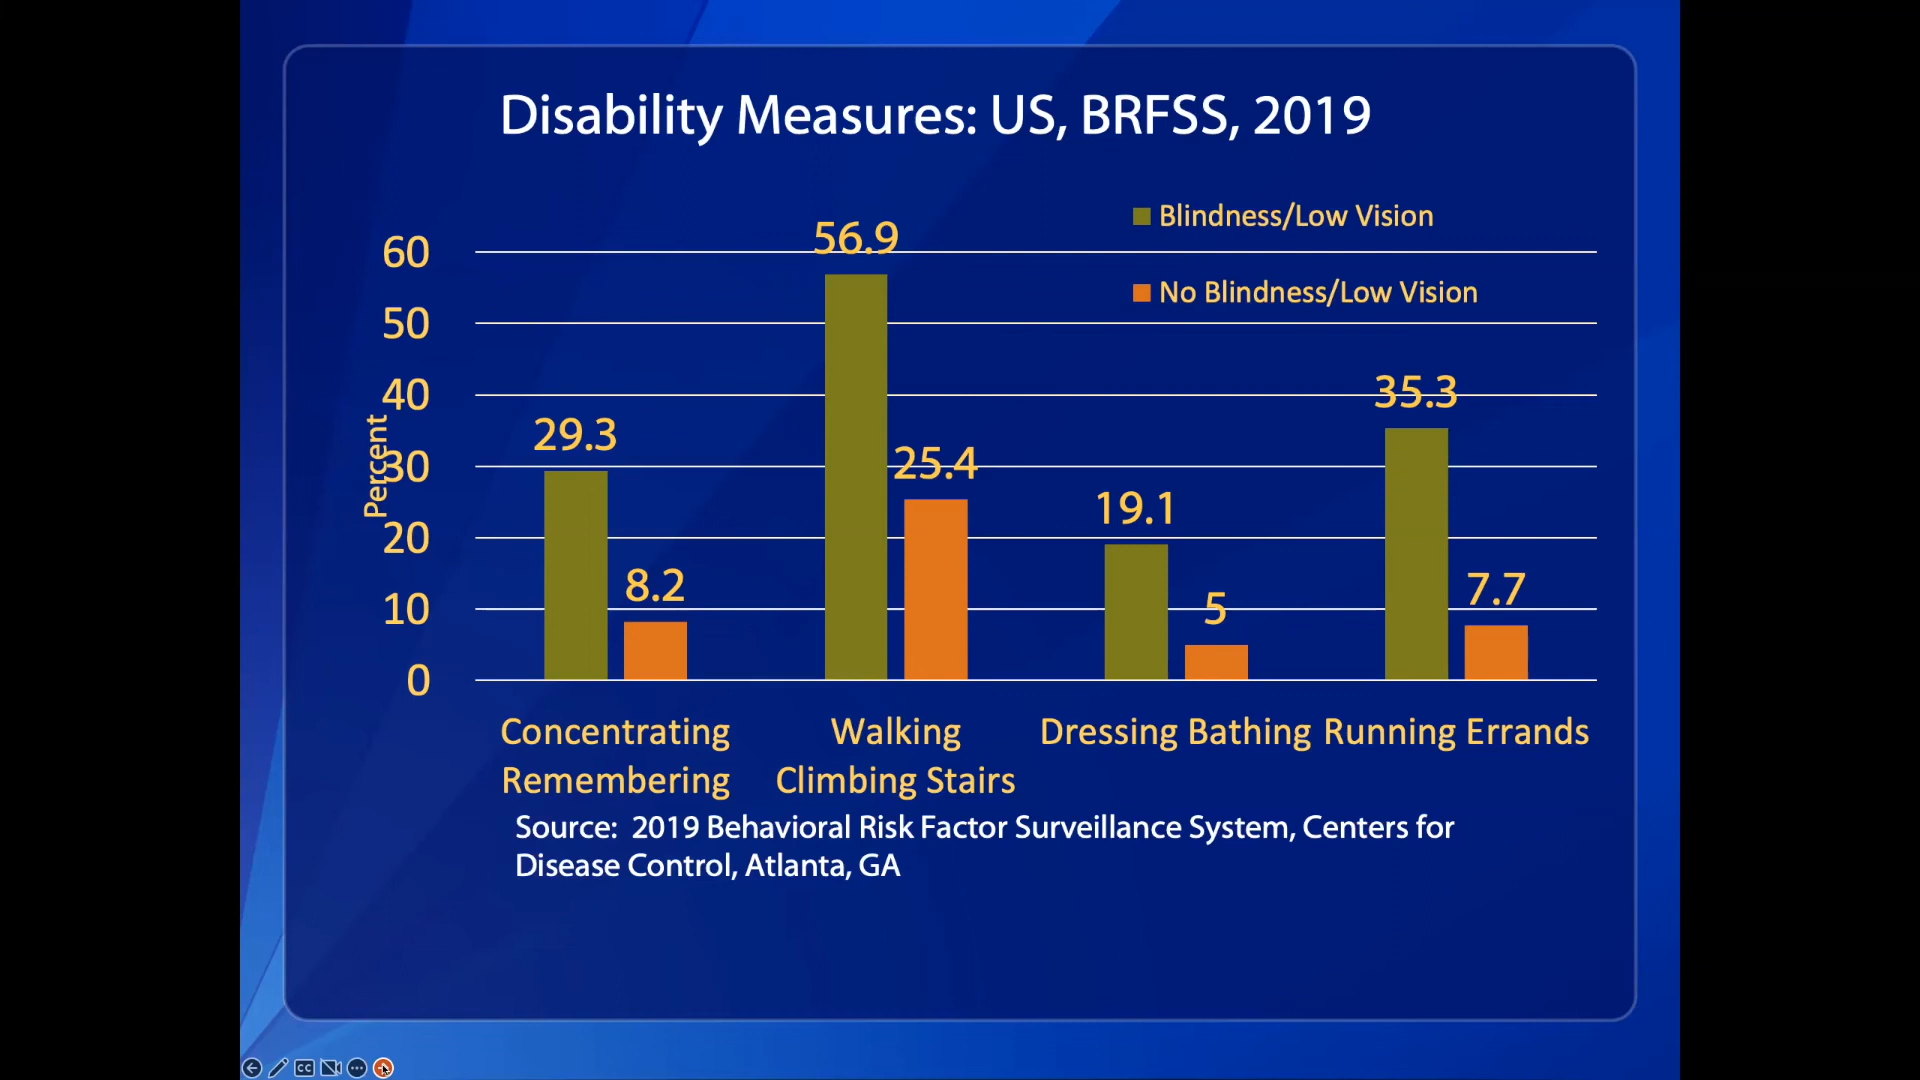 Disability Measures: US, BRFSS, 2019
Blindness/Low Vision
No Blindness/Low Vision
Percent
60
50
40
30
20
10
0
29.3
8.2
56.9
25.4
19.1
5
35.3
7.7
Concentrating
Remembering
Walking
Climbing Stairs
Dressing Bathing
Running Errands
Source: 2019 Behavioral Risk Factor Surveillance System, Centers for
Disease Control, Atlanta, GA
CC